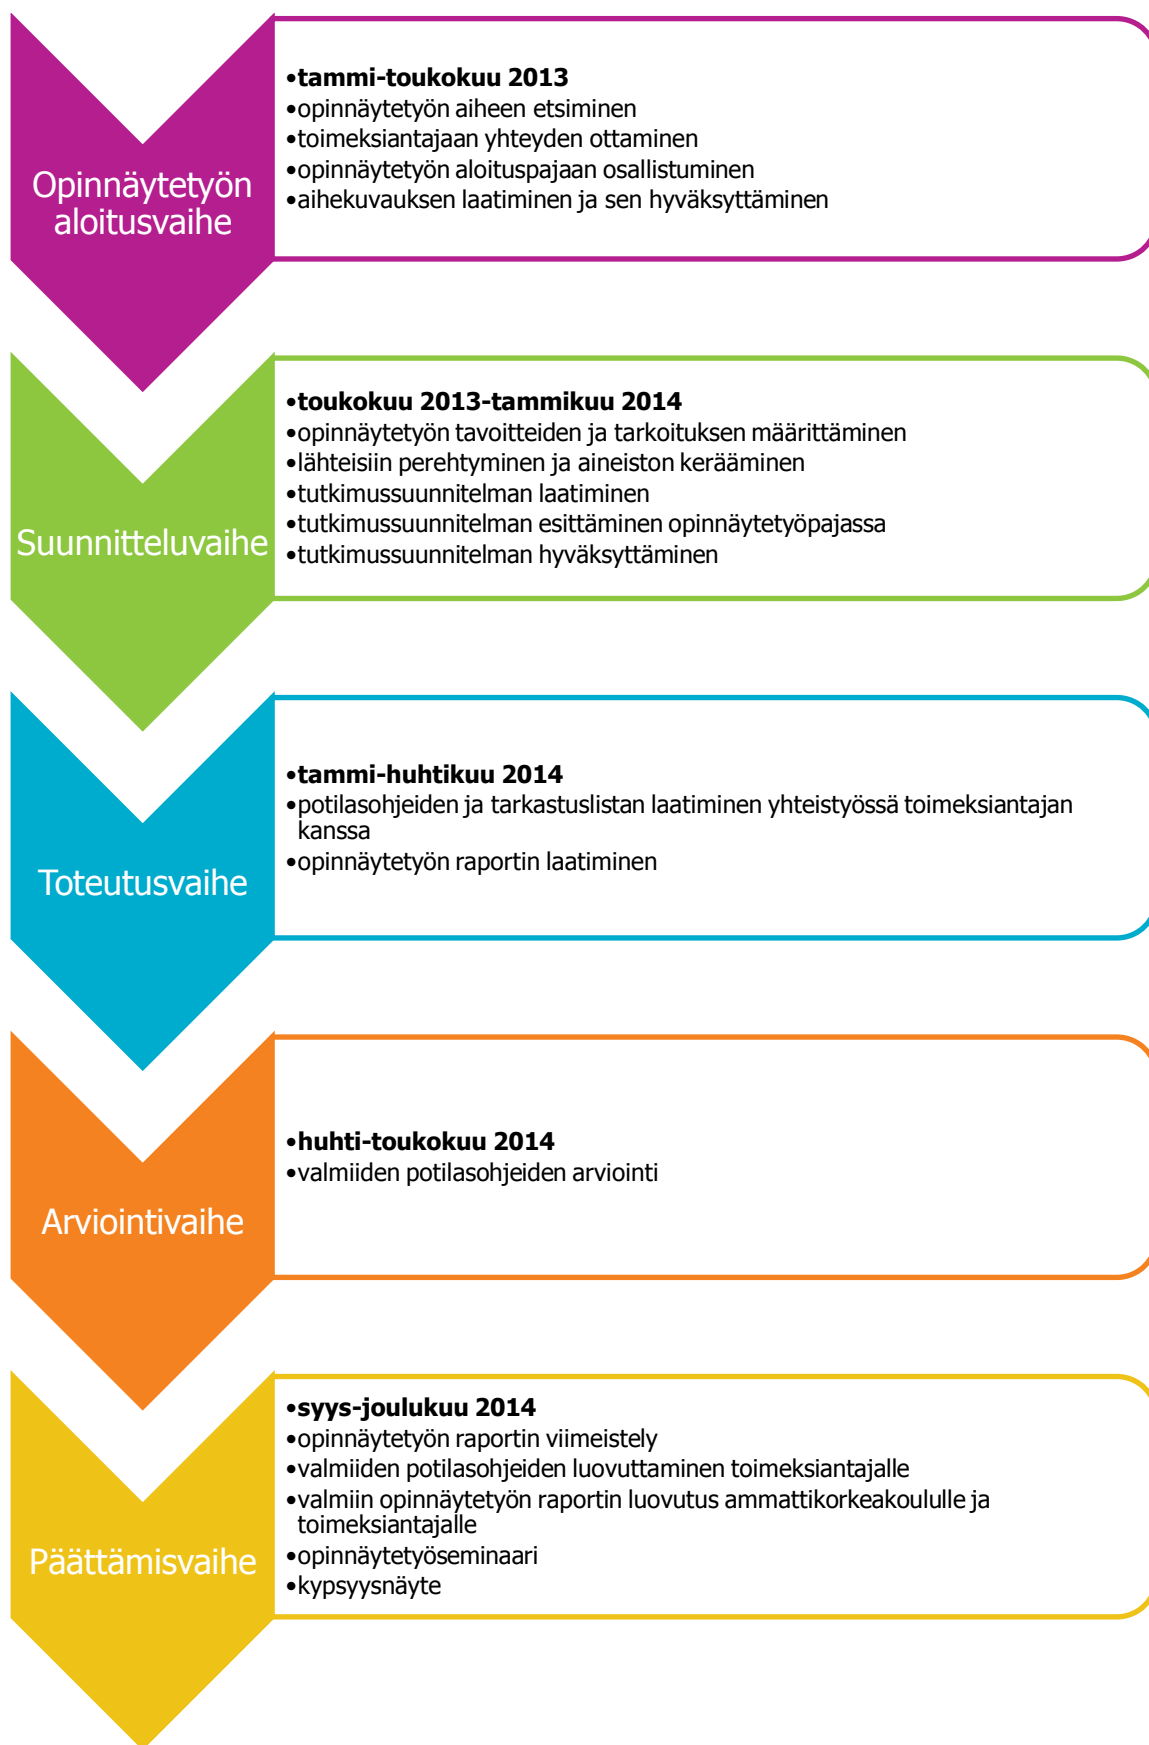 Opinnäytetyön
aloitusvaihe
•tammi-toukokuu 2013
•opinnäytetyön aiheen etsiminen
•toimeksiantajaan yhteyden ottaminen
•opinnäytetyön aloituspajaan osallistuminen
•aihekuvauksen laatiminen ja sen hyväksyttäminen
Suunnitteluvaihe
•toukokuu 2013-tammikuu 2014
•opinnäytetyön tavoitteiden ja tarkoituksen määrittäminen
•lähteisiin perehtyminen ja aineiston kerääminen
•tutkimussuunnitelman laatiminen
•tutkimussuunnitelman esittäminen opinnäytetyöpajassa
•tutkimussuunnitelman hyväksyttäminen
Toteutusvaihe
•tammi-huhtikuu 2014
•potilasohjeiden ja tarkastuslistan laatiminen yhteistyössä toimeksiantajan
kanssa
•opinnäytetyön raportin laatiminen
Arviointivaihe
•huhti-toukokuu 2014
•valmiiden potilasohjeiden arviointi
Päättämisvaihe
•syys-joulukuu 2014
•opinnäytetyön raportin viimeistely
•valmiiden potilasohjeiden luovuttaminen toimeksiantajalle
•valmiin opinnäytetyön raportin luovutus ammattikorkeakoululle ja
toimeksiantajalle
•opinnäytetyöseminaari
•kypsyysnäyte